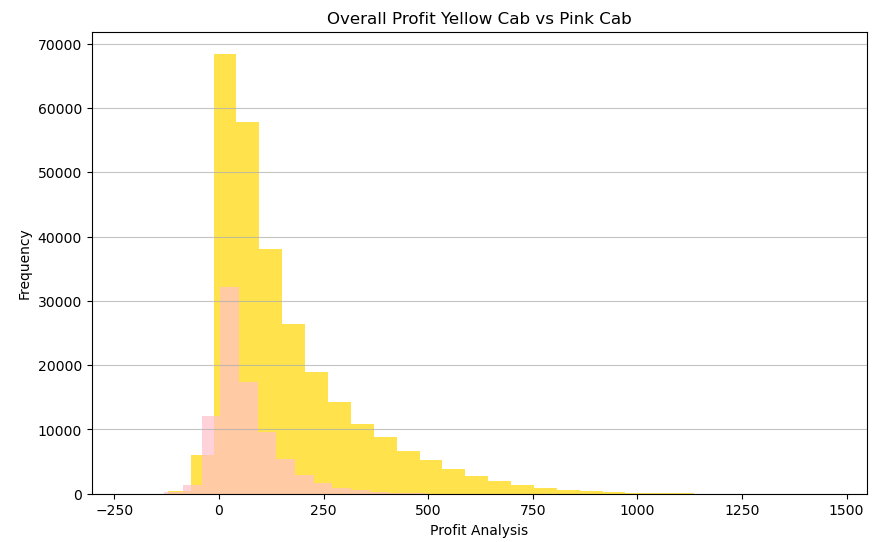 Overall Profit Yellow Cab vs Pink Cab
70000
60000
50000
40000
30000
20000
10000
0
Frequency
−250 0 250 500 750 1000 1250 1500
Profit Analysis